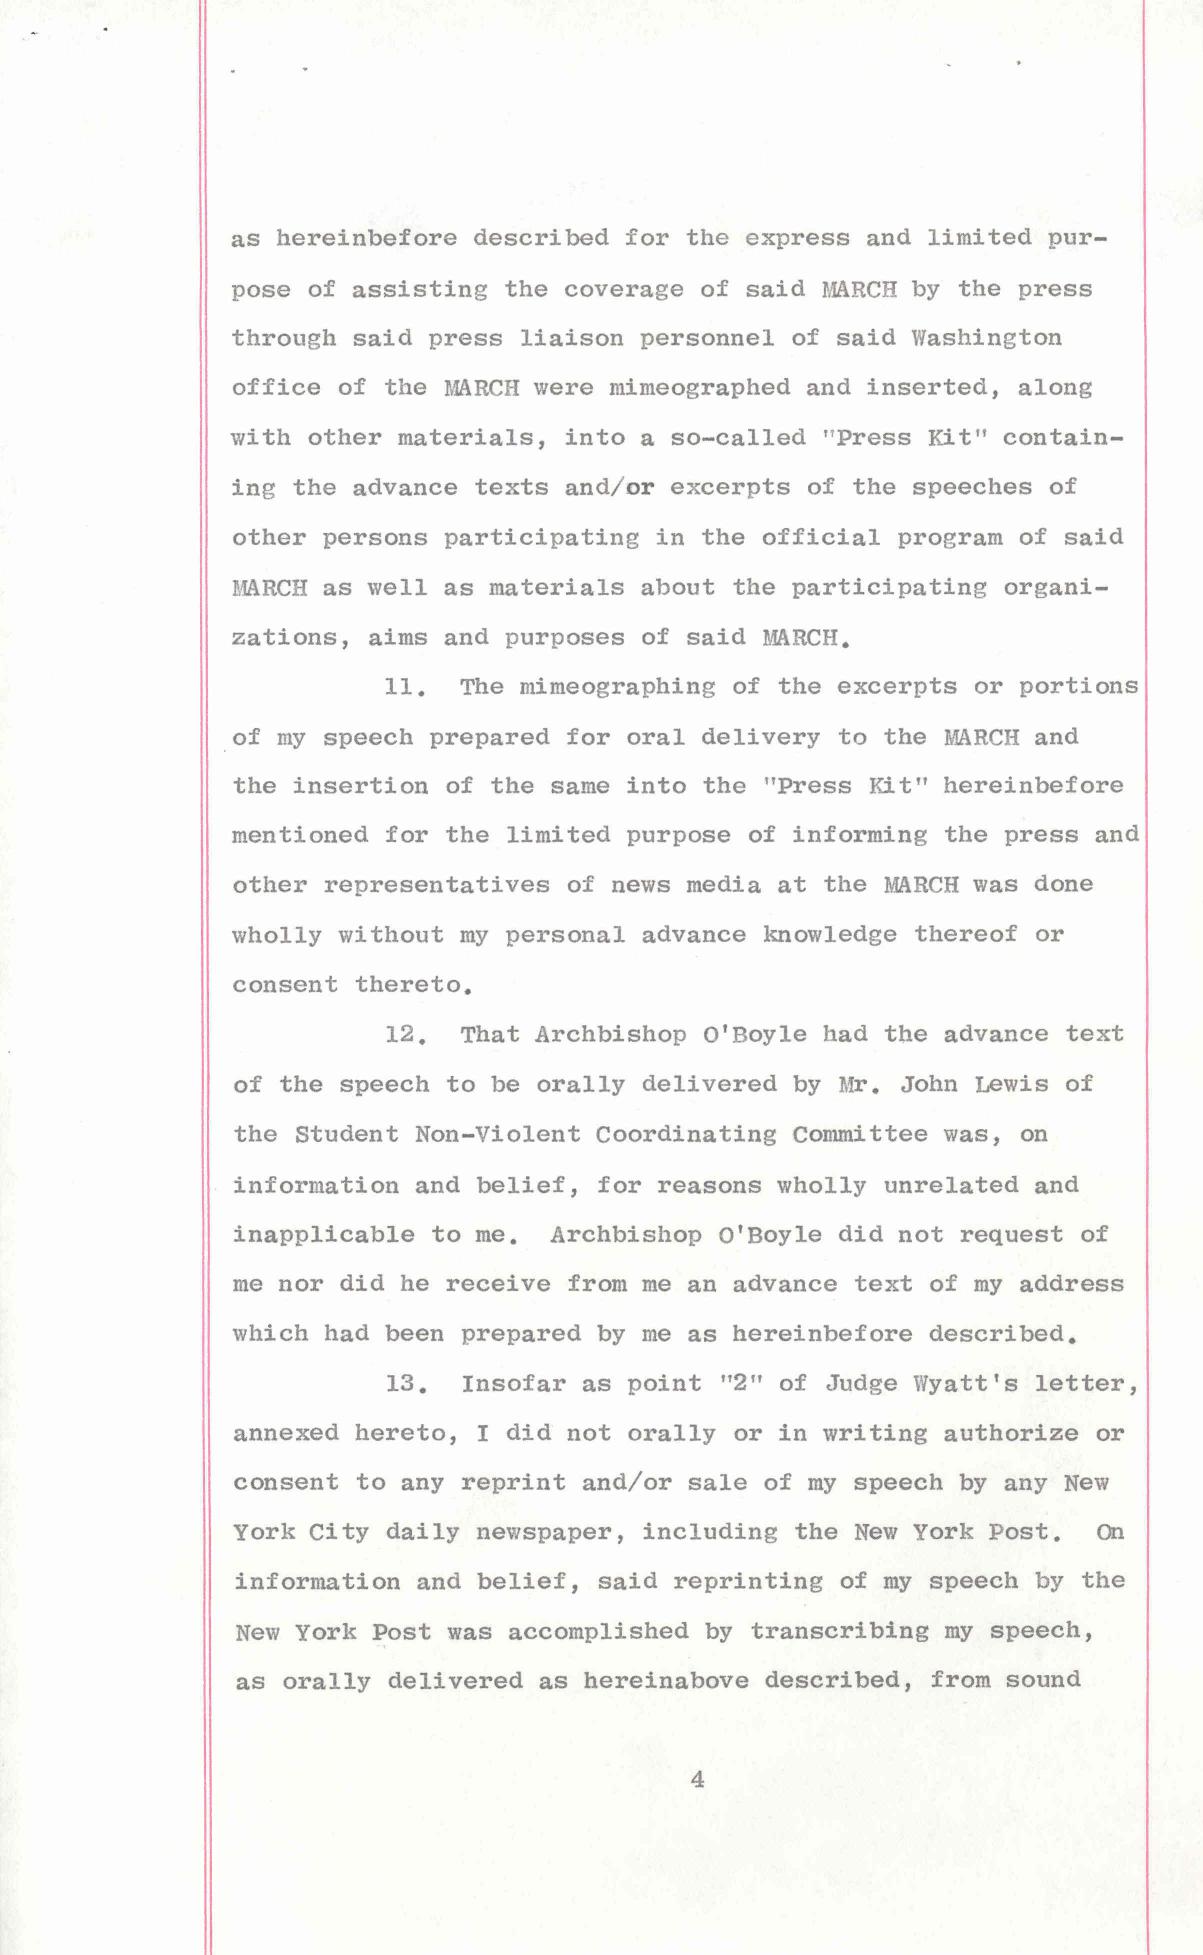 as hereinbefore described for the express and limited pur-
pose of assisting the coverage of said MARCH by the press
through said press liaison personnel of said Washington
office of the MARCH were mimeographed and inserted, along
with other materials, into a so-called "Press Kit" contain-
ing the advance texts and/or excerpts of the speeches of
other persons participating in the official program of said
MARCH as well as materials about the participating organi-
zations, aims and purposes of said MARCH.
11. The mimeographing of the excerpts or portions
of my speech prepared for oral delivery to the MARCH and
the insertion of the same into the "Press Kit" hereinbefore
mentioned for the limited purpose of informing the press and
other representatives of news media at the MARCH was done
wholly without my personal advance knowledge thereof or
consent thereto.
12. That Archbishop O'Boyle had the advance text
of the speech to be orally delivered by Mr. John Lewis of
the Student Non-Violent Coordinating Committee was, on
information and belief, for reasons wholly unrelated and
inapplicable to me. Archbishop O'Boyle did not request of
me nor did he receive from me an advance text of my address
which had been prepared by me as hereinbefore described.
13. Insofar as point "2" of Judge Wyatt's letter,
annexed hereto, I did not orally or in writing authorize or
consent to any reprint and/or sale of my speech by any New
York City daily newspaper, including the New York Post. On
information and belief, said reprinting of my speech by the
New York Post was accomplished by transcribing my speech,
as orally delivered as hereinabove described, from sound
4